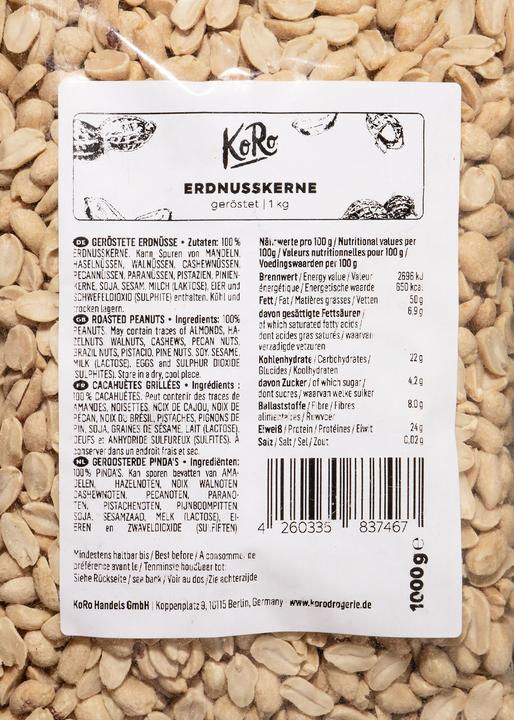 KoRo
ERDNUSSKERNE
geröstet | 1 kg
DE GERÖSTETE ERDNÜSSE • Zutaten: 100 %
ERDNUSSKERNE. Kann Spuren von MANDELN,
HASELNÜSSEN, WALNÜSSEN, CASHEWNÜSSEN,
PECANNÜSSEN, PARANÜSSEN, PISTAZIEN, PINIEN-
KERNE, SOJA, SESAM, MILCH (LAKTOSE), EIER und
SCHWEFELDIOXID (SULPHITE) enthalten. Kühl und
trocken lagern.
GB ROASTED PEANUTS • Ingredients: 100%
PEANUTS. May contain traces of ALMONDS, HA-
ZELNUTS, WALNUTS, CASHEWS, PECAN NUTS,
BRAZIL NUTS, PISTACIO, PINE NUTS, SOY, SESAME,
MILK (LACTOSE), EGGS and SULPHUR DIOXIDE
(SULPHITES). Store in a dry, cool place.
FR CACAHUÈTES GRILLÉES • Ingrédients :
100 % CACAHUÈTES. Peut contenir des traces de
AMANDES, NOISETTES, NOIX DE CAJOU, NOIX DE
PÉCAN, NOIX DU BRÉSIL, PISTACHES, PIGNONS DE
PIN, SOJA, GRAINES DE SÉSAME, LAIT (LACTOSE),
OEUFS et ANHYDRIDE SULFUREUX (SULFITES). À
conserver dans un endroit frais et sec.
NL GEROOSTERDE PINDA'S • Ingrediënten:
100% PINDA'S. Kan sporen bevatten van AMA-
DELEN, HAZELNOTEN, NOIX WALNOTEN
CASHEWNOTEN, PECANOTEN, PARANO-
TEN, PISTACHENOTEN, PIJNBOOMPITTEN,
SOJA, SESAMZAAD, MELK (LACTOSE), EI-
EREN en ZWAVELDIOXIDE (SULFIETEN)
Mindestens haltbar bis / Best before / A consomme. de
préférence avant le / Tenminste houdbaar tot:
Siehe Rückseite / see back / Voir au dos / Zie achterzijde
KoRo Handels GmbH | Koppenplatz 9, 10115 Berlin, Germany www.korodrogerie.de
Nährwerte pro 100 g / Nutritional values per
100g / Valeurs nutritionnelles pour 100 g /
Voedingswaarden per 100 g
Brennwert / Energy value / Valeur 2696 kJ
énergétique / Energetische waarde 650 kcal
Fett / Fat / Matières grasses / Vetten 50 g
davon gesättigte Fettsäuren / 6.9 g
of which saturated fatty acids /
dont acides gras saturés / waarvan
verzadigde vetzuren
Kohlenhydrate / Carbohydrates / 22 g
Glucides / Koolhydraten
davon Zucker / of which sugar / 4,2 g
dont sucres / waarvan welke suiker
Ballaststoffe / Fibre / Fibres 8.0 g
alimentaires / Ruwvezer
Eiweiß / Protein / Protéines / Eiwit 24 g
Salz / Salt / Sel / Zout 0,02 g
4 260335 837467
1000g e